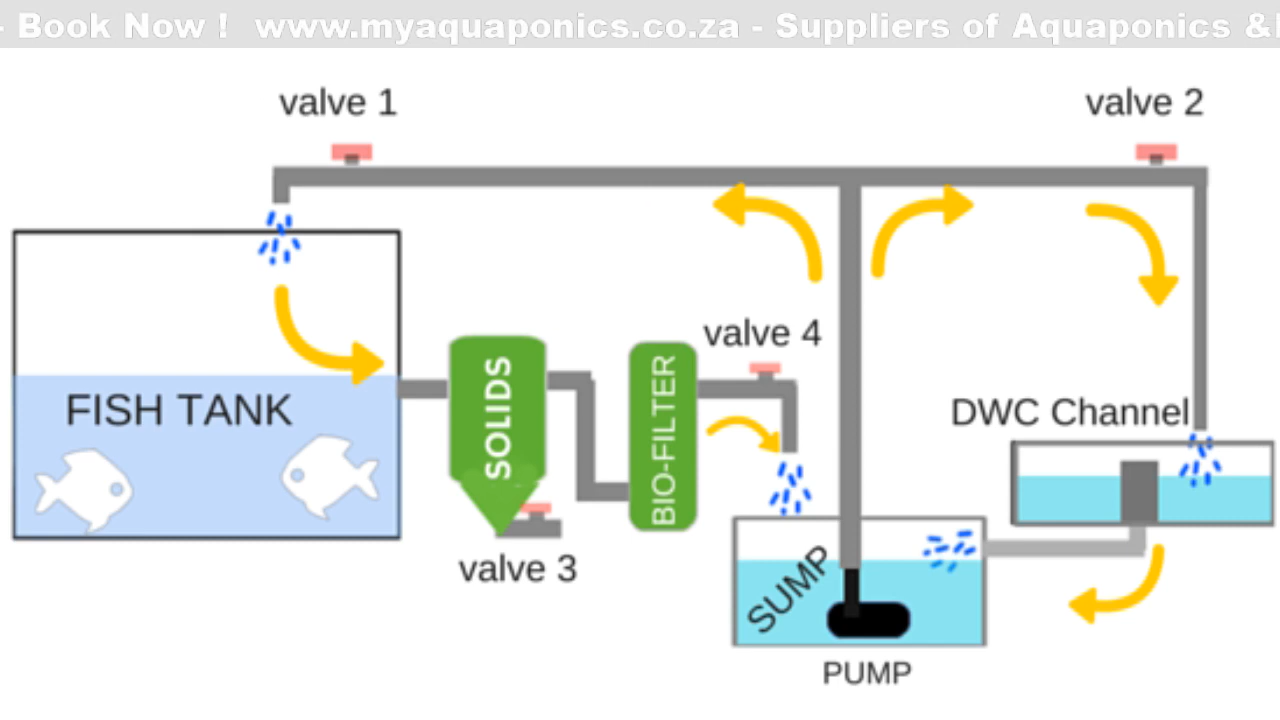 - Book Now !  www.myaquaponics.co.za - Suppliers of Aquaponics &
valve 1
valve 2
valve 4
FISH TANK
SOLIDS
BIO-FILTER
DWC Channel
valve 3
SUMP
PUMP